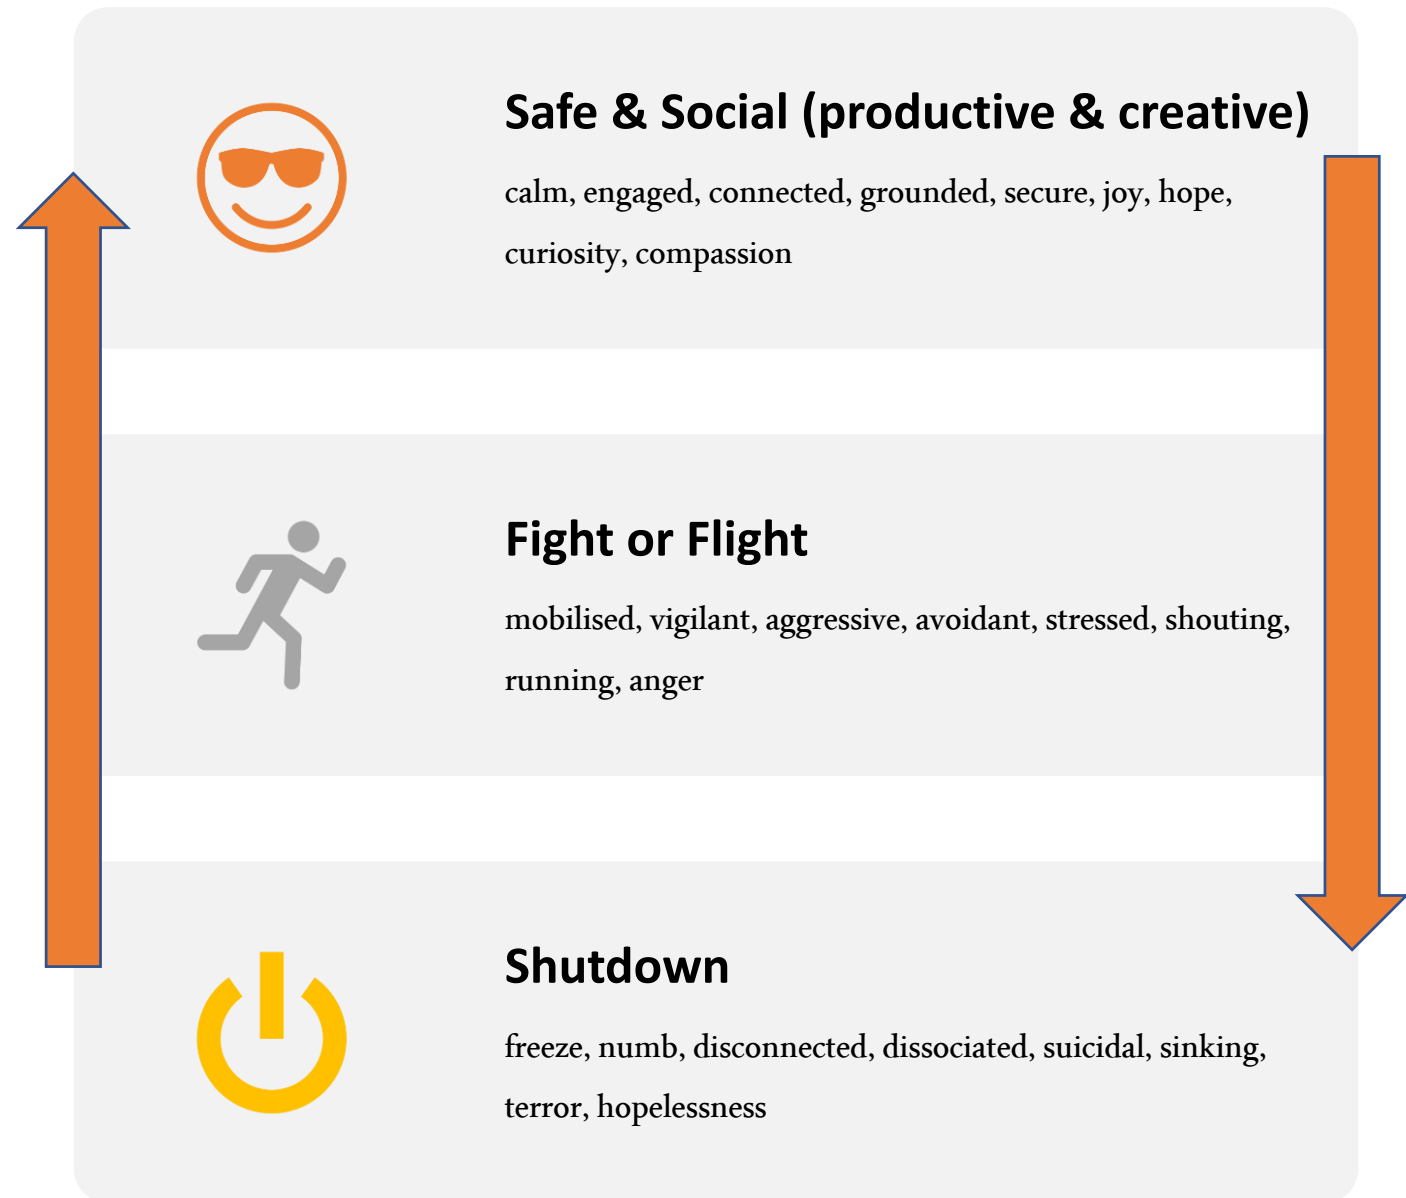 Safe & Social (productive & creative)
calm, engaged, connected, grounded, secure, joy, hope,
curiosity, compassion
Fight or Flight
mobilised, vigilant, aggressive, avoidant, stressed, shouting,
running, anger
Shutdown
freeze, numb, disconnected, dissociated, suicidal, sinking,
terror, hopelessness